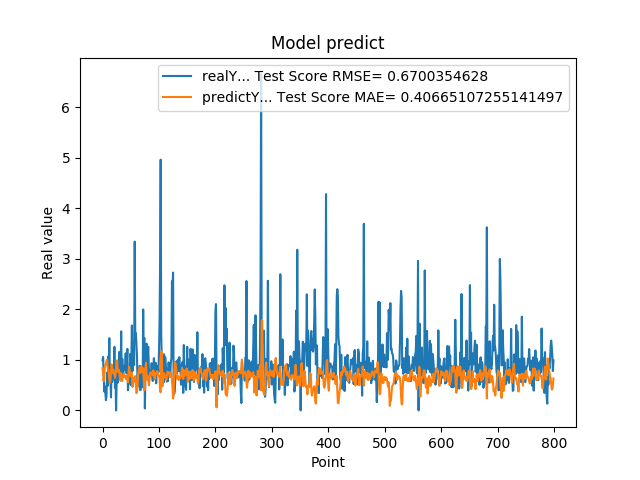 Model predict
realY... Test Score RMSE= 0.6700354628
predictY... Test Score MAE= 0.40665107255141497
6
5
4
3
2
1
0
Real value
0 100 200 300 400 500 600 700 800
Point